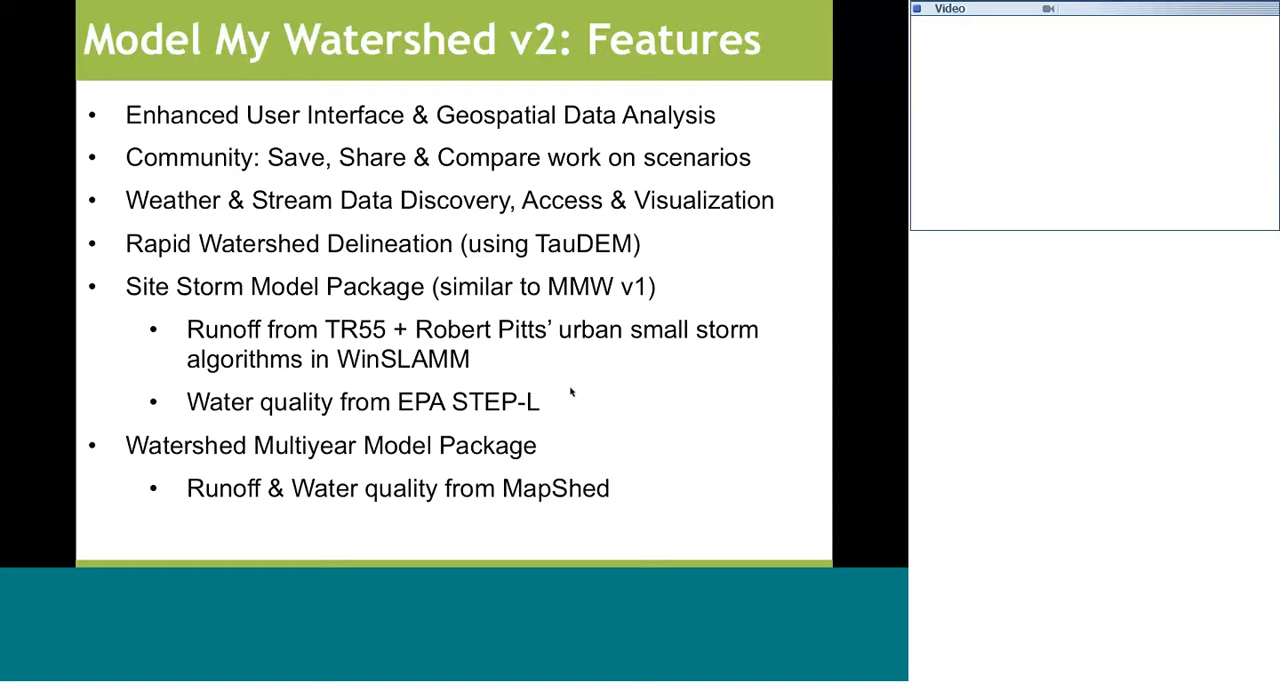 Model My Watershed v2: Features
• Enhanced User Interface & Geospatial Data Analysis
• Community: Save, Share & Compare work on scenarios
• Weather & Stream Data Discovery, Access & Visualization
• Rapid Watershed Delineation (using TauDEM)
• Site Storm Model Package (similar to MMW v1)
• Runoff from TR55 + Robert Pitts’ urban small storm
algorithms in WinSLAMM
• Water quality from EPA STEP-L
• Watershed Multiyear Model Package
• Runoff & Water quality from MapShed
Video